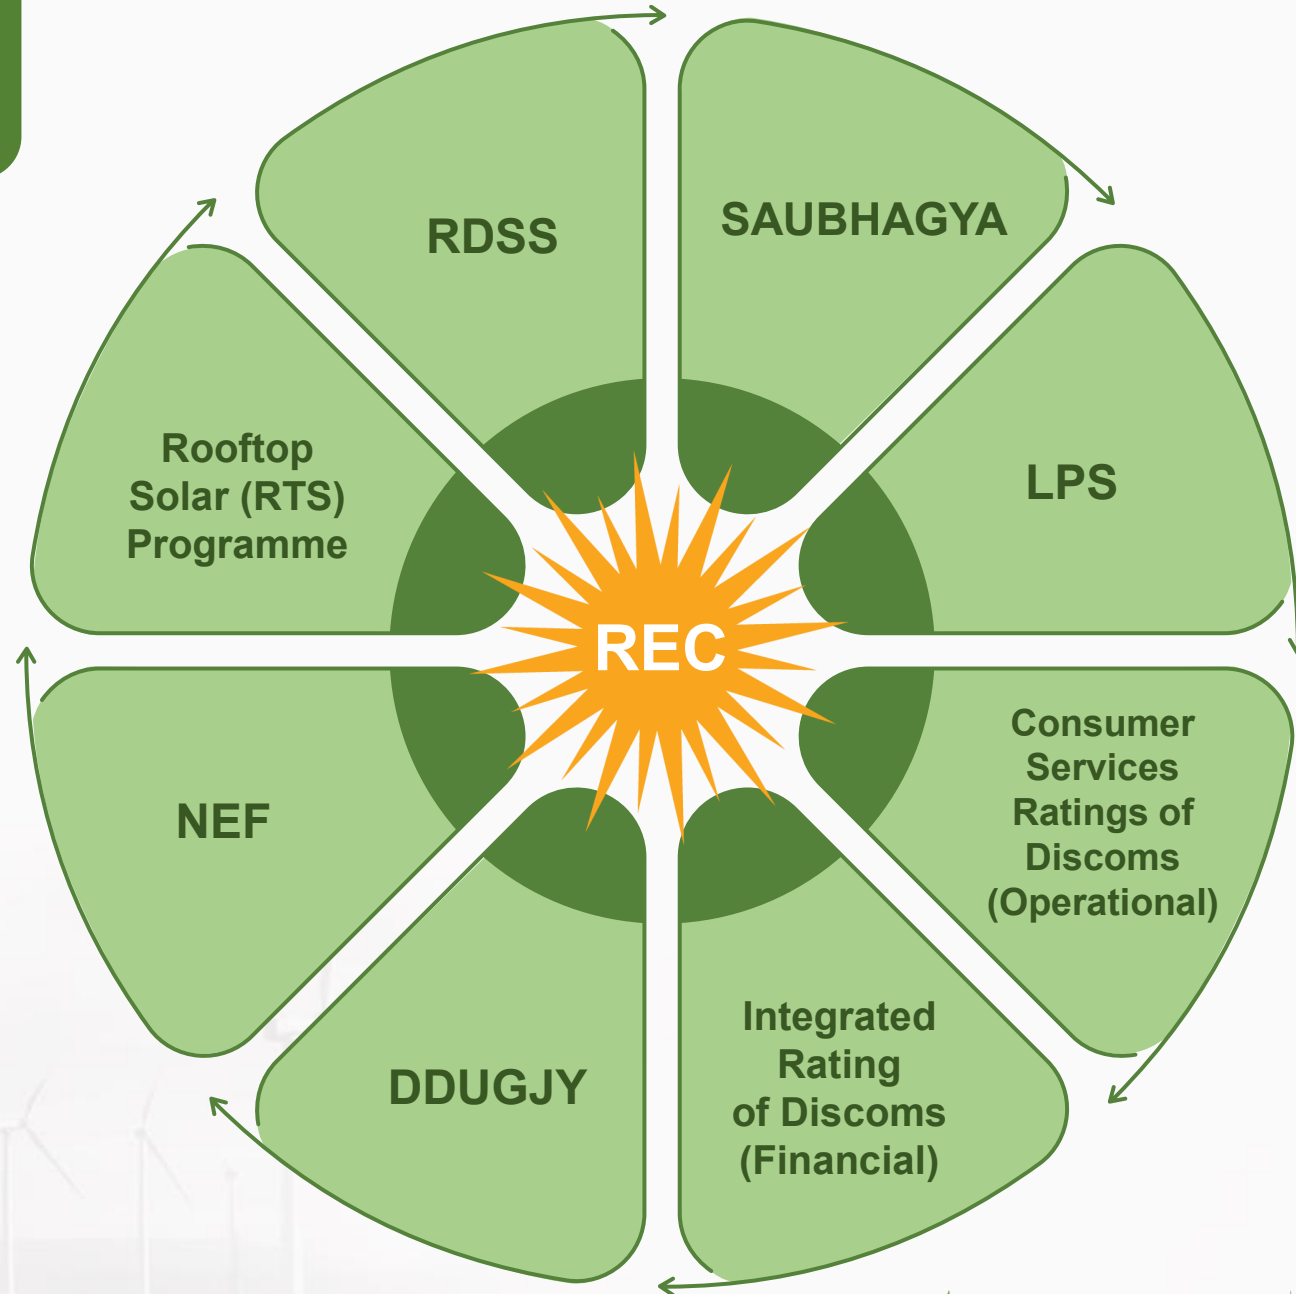 RDSS
SAUBHAGYA
LPS
Consumer
Services
Ratings of
Discoms
(Operational)
Integrated
Rating
of Discoms
(Financial)
DDUGJY
NEF
Rooftop
Solar (RTS)
Programme
REC